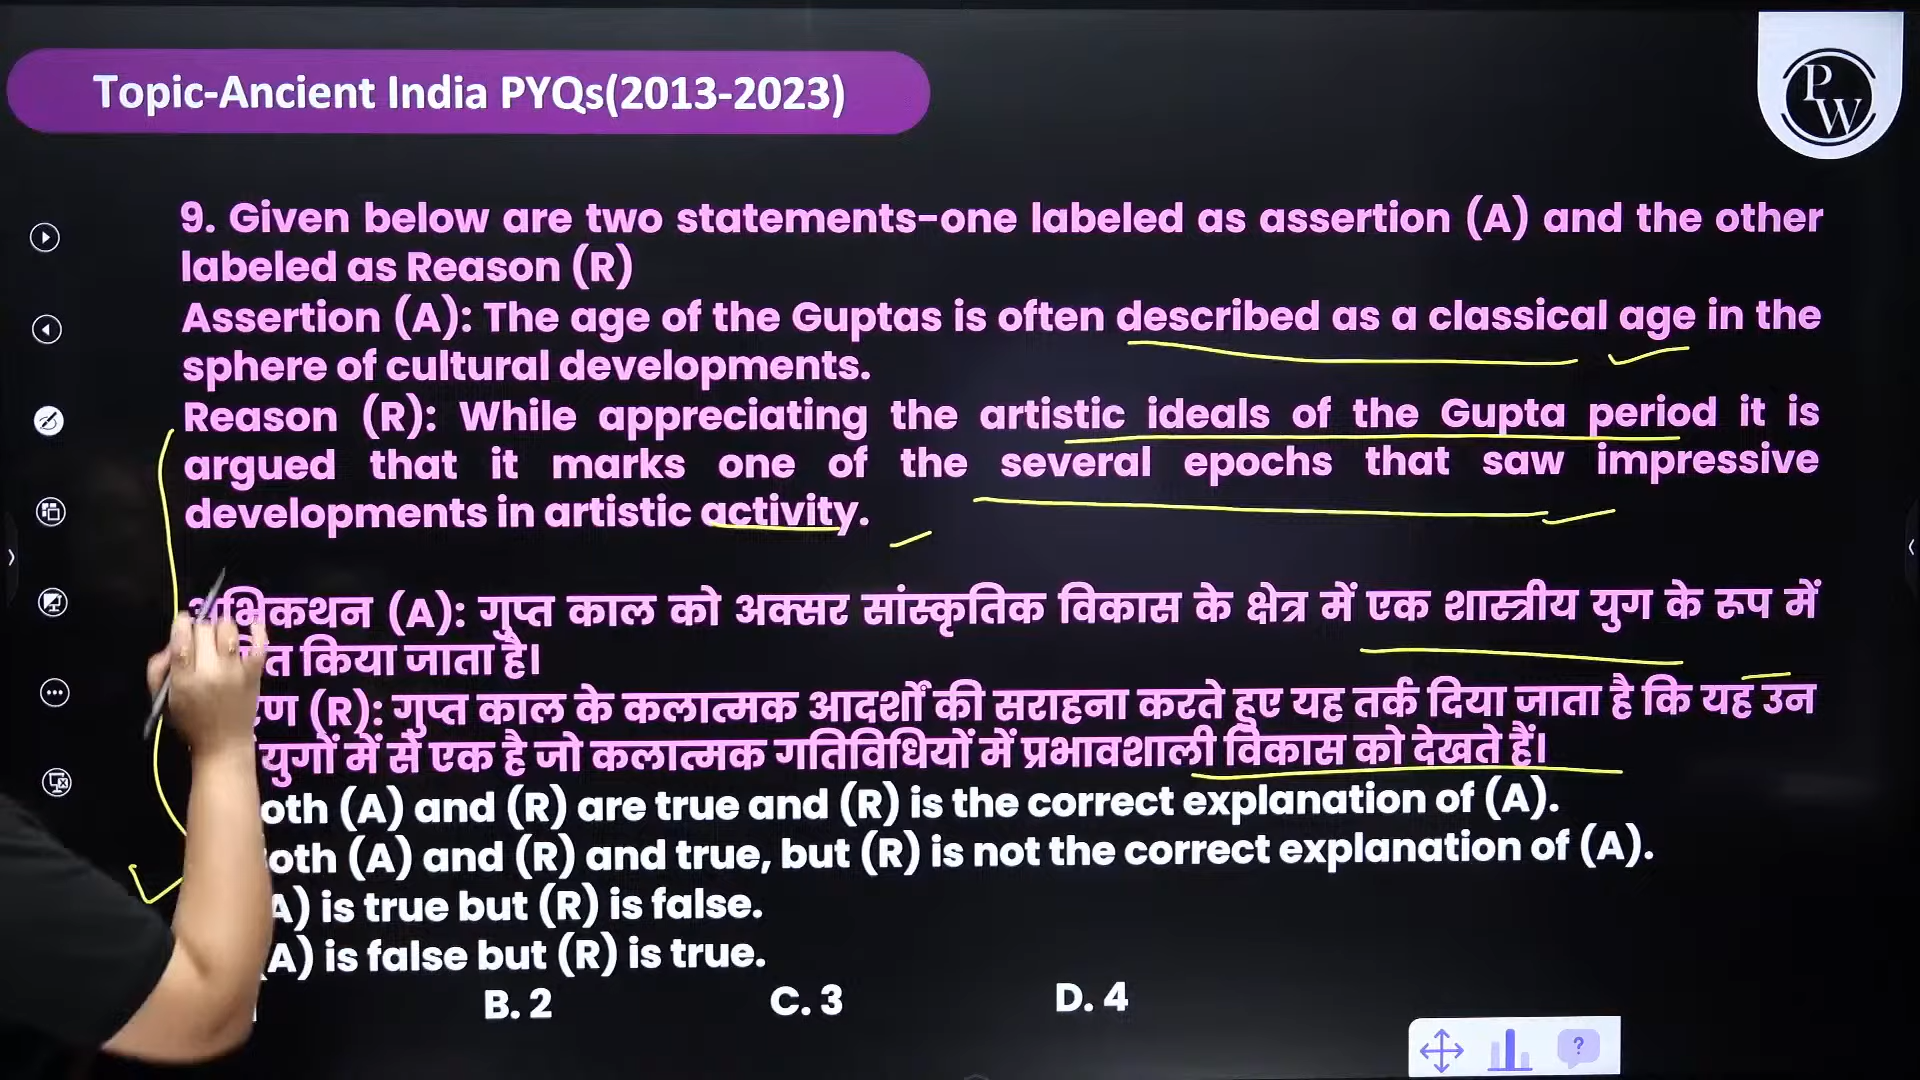 Topic-Ancient India PYQs(2013-2023)
P
W
9. Given below are two statements-one labeled as assertion (A) and the other
labeled as Reason (R)
Assertion (A): The age of the Guptas is often described as a classical age in the
sphere of cultural developments.
Reason (R): While appreciating the artistic ideals of the Gupta period it is
argued that it marks one of the several epochs that saw impressive
developments in artistic activity.
(A): गुप्त काल को अक्सर सांस्कृतिक विकास के क्षेत्र में एक शास्त्रीय युग के रूप में
किया जाता है।
(R): गुप्त काल के कलात्मक आदर्शों की सराहना करते हुए यह तर्क दिया जाता है कि यह उन
युगों में से एक है जो कलात्मक गतिविधियों में प्रभावशाली विकास को देखते हैं।
(A) and (R) are true and (R) is the correct explanation of (A).
(A) and (R) and true, but (R) is not the correct explanation of (A).
A) is true but (R) is false.
(A) is false but (R) is true.
B. 2 C. 3 D. 4
?